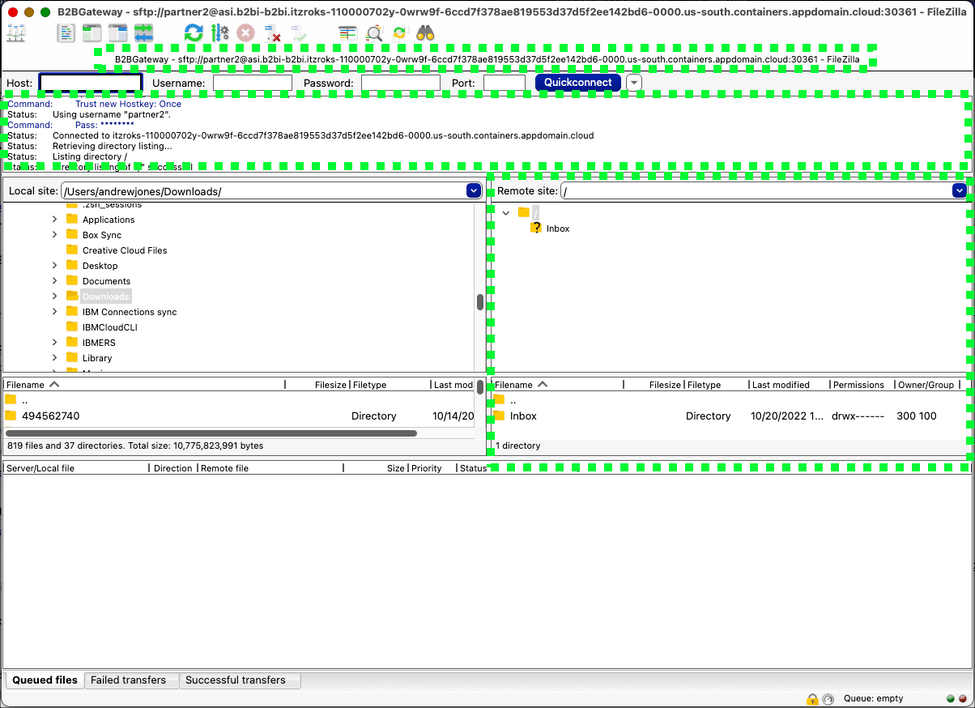 B2BGateway - sftp://partner2@asi.b2bi-b2bi.itzroks-110000702y-0wrw9f-6ccd7f378ae819553d37d5f2ee142bd6-0000.us-south.containers.appdomain.cloud:30361 - FileZilla
B2BGateway - sftp://partner2@asi.b2bi-b2bi.itzroks-110000702y-0wrw9f-6ccd7f378ae819553d37d5f2ee142bd6-0000.us-south.containers.appdomain.cloud:30361 - FileZilla
Host: Username: Password: Port: Quickconnect
Command: Trust new Hostkey: Once
Status: Using username "partner2".
Command: Pass: ********
Status: Connected to itzroks-110000702y-0wrw9f-6ccd7f378ae819553d37d5f2ee142bd6-0000.us-south.containers.appdomain.cloud
Status: Retrieving directory listing...
Status: Listing directory /
Status: Directory listing of "/" successful
Local site: /Users/andrewjones/Downloads/
.zsh_sessions
Applications
Box Sync
Creative Cloud Files
Desktop
Documents
Downloads
IBM Connections sync
IBMCloudCLI
IBMERS
Library
Remote site: /
/
? Inbox
Filename Filesize Filetype Last mod
..
494562740 Directory 10/14/20
819 files and 37 directories. Total size: 10,775,823,991 bytes
Filename Filesize Filetype Last modified Permissions Owner/Group
..
Inbox Directory 10/20/2022 1... drwx------ 300 100
1 directory
Server/Local file Direction Remote file Size Priority Status
Queued files Failed transfers Successful transfers
Queue: empty